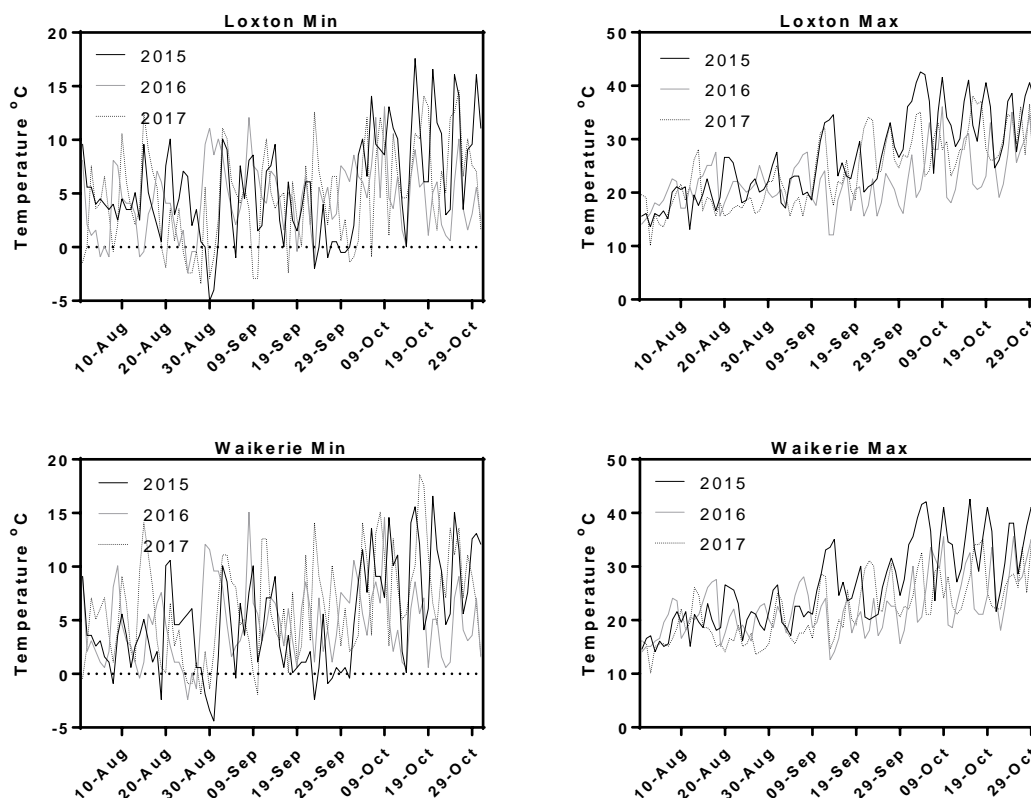 Loxton Min
20
15
10
5
0
-5
Temperature °C
2015
2016
2017
10-Aug
20-Aug
30-Aug
09-Sep
19-Sep
29-Sep
09-Oct
19-Oct
29-Oct
Loxton Max
50
40
30
20
10
0
Temperature °C
2015
2016
2017
10-Aug
20-Aug
30-Aug
09-Sep
19-Sep
29-Sep
09-Oct
19-Oct
29-Oct
Waikerie Min
20
15
10
5
0
-5
Temperature °C
2015
2016
2017
10-Aug
20-Aug
30-Aug
09-Sep
19-Sep
29-Sep
09-Oct
19-Oct
29-Oct
Waikerie Max
50
40
30
20
10
0
Temperature °C
2015
2016
2017
10-Aug
20-Aug
30-Aug
09-Sep
19-Sep
29-Sep
09-Oct
19-Oct
29-Oct